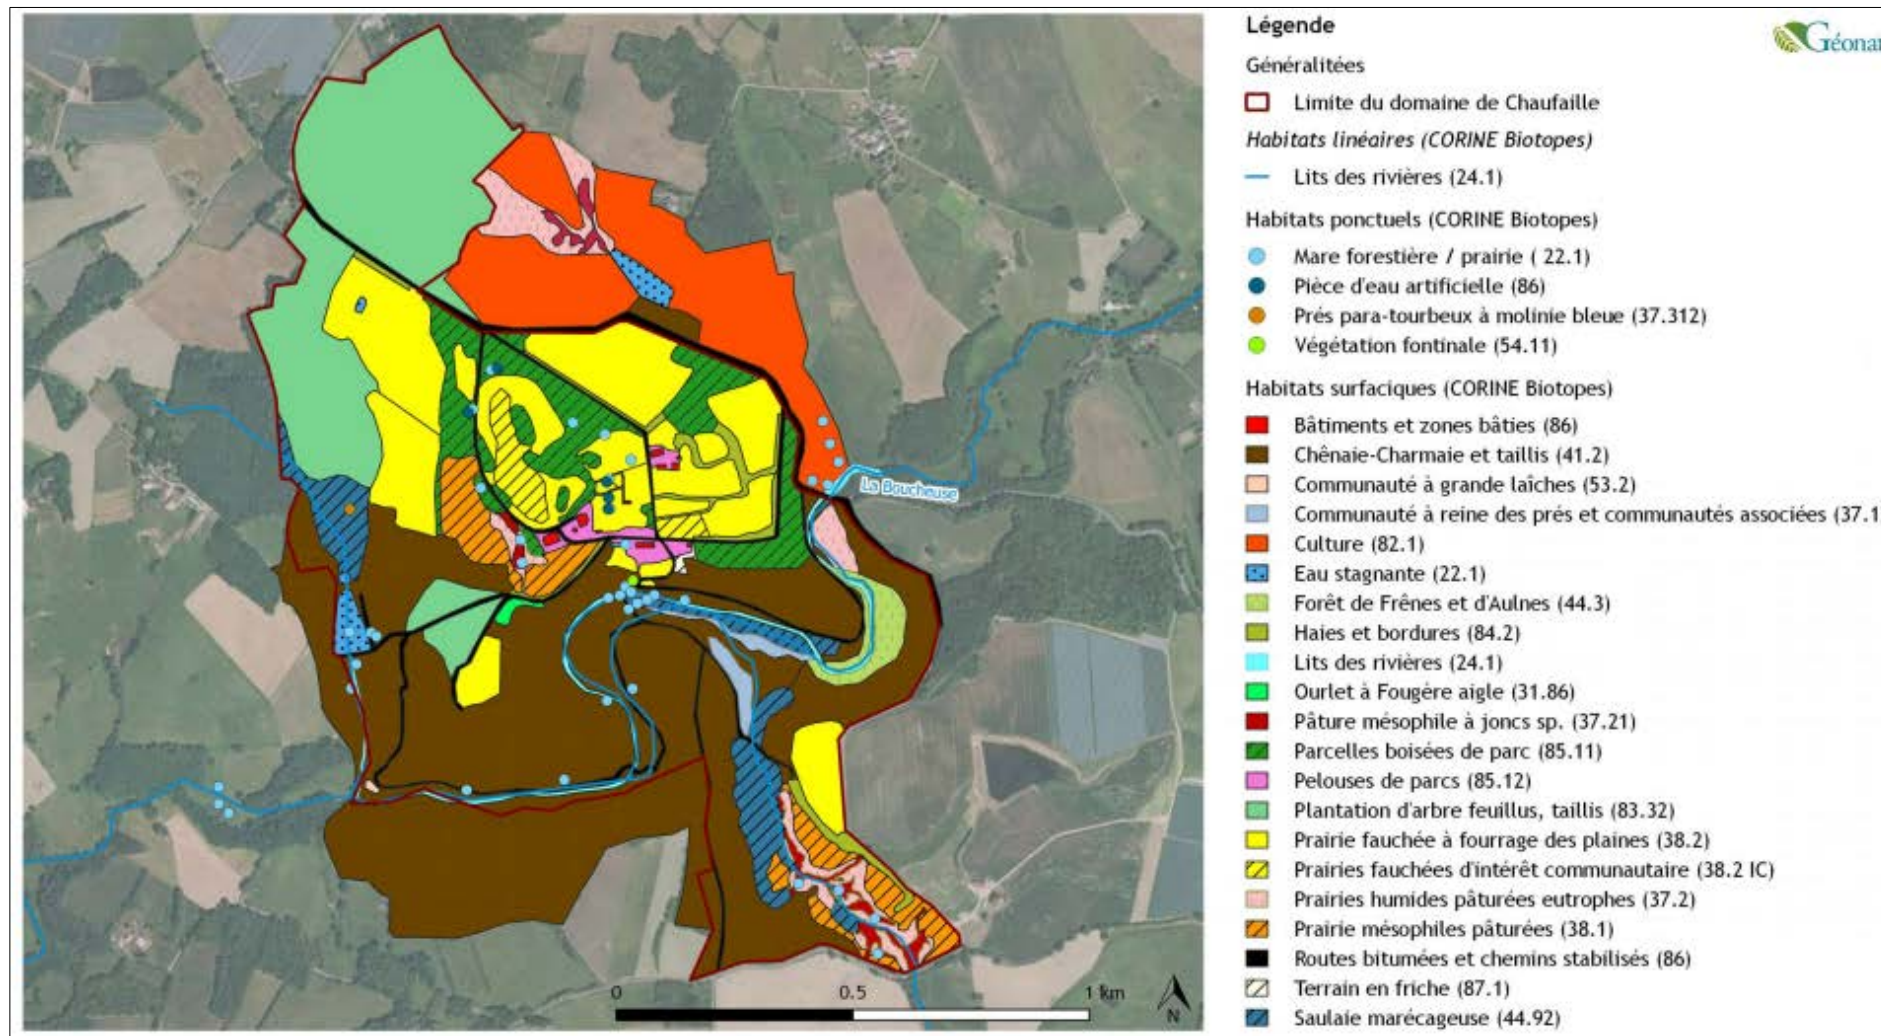 Légende
Géonat
Généralitées
Limite du domaine de Chaufaille
Habitats linéaires (CORINE Biotopes)
Lits des rivières (24.1)
Habitats ponctuels (CORINE Biotopes)
Mare forestière / prairie ( 22.1)
Pièce d'eau artificielle (86)
Prés para-tourbeux à molinie bleue (37.312)
Végétation fontinale (54.11)
Habitats surfaciques (CORINE Biotopes)
Bâtiments et zones bâties (86)
Chênaie-Charmaie et taillis (41.2)
Communauté à grande laîches (53.2)
Communauté à reine des prés et communautés associées (37.1
Culture (82.1)
Eau stagnante (22.1)
Forêt de Frênes et d'Aulnes (44.3)
Haies et bordures (84.2)
Lits des rivières (24.1)
Ourlet à Fougère aigle (31.86)
Pâture mésophile à joncs sp. (37.21)
Parcelles boisées de parc (85.11)
Pelouses de parcs (85.12)
Plantation d'arbre feuillus, taillis (83.32)
Prairie fauchée à fourrage des plaines (38.2)
Prairies fauchées d'intérêt communautaire (38.2 IC)
Prairies humides pâturées eutrophes (37.2)
Prairie mésophiles pâturées (38.1)
Routes bitumées et chemins stabilisés (86)
Terrain en friche (87.1)
Saulaie marécageuse (44.92)
La Boucheuse
0 0.5 1 km
N